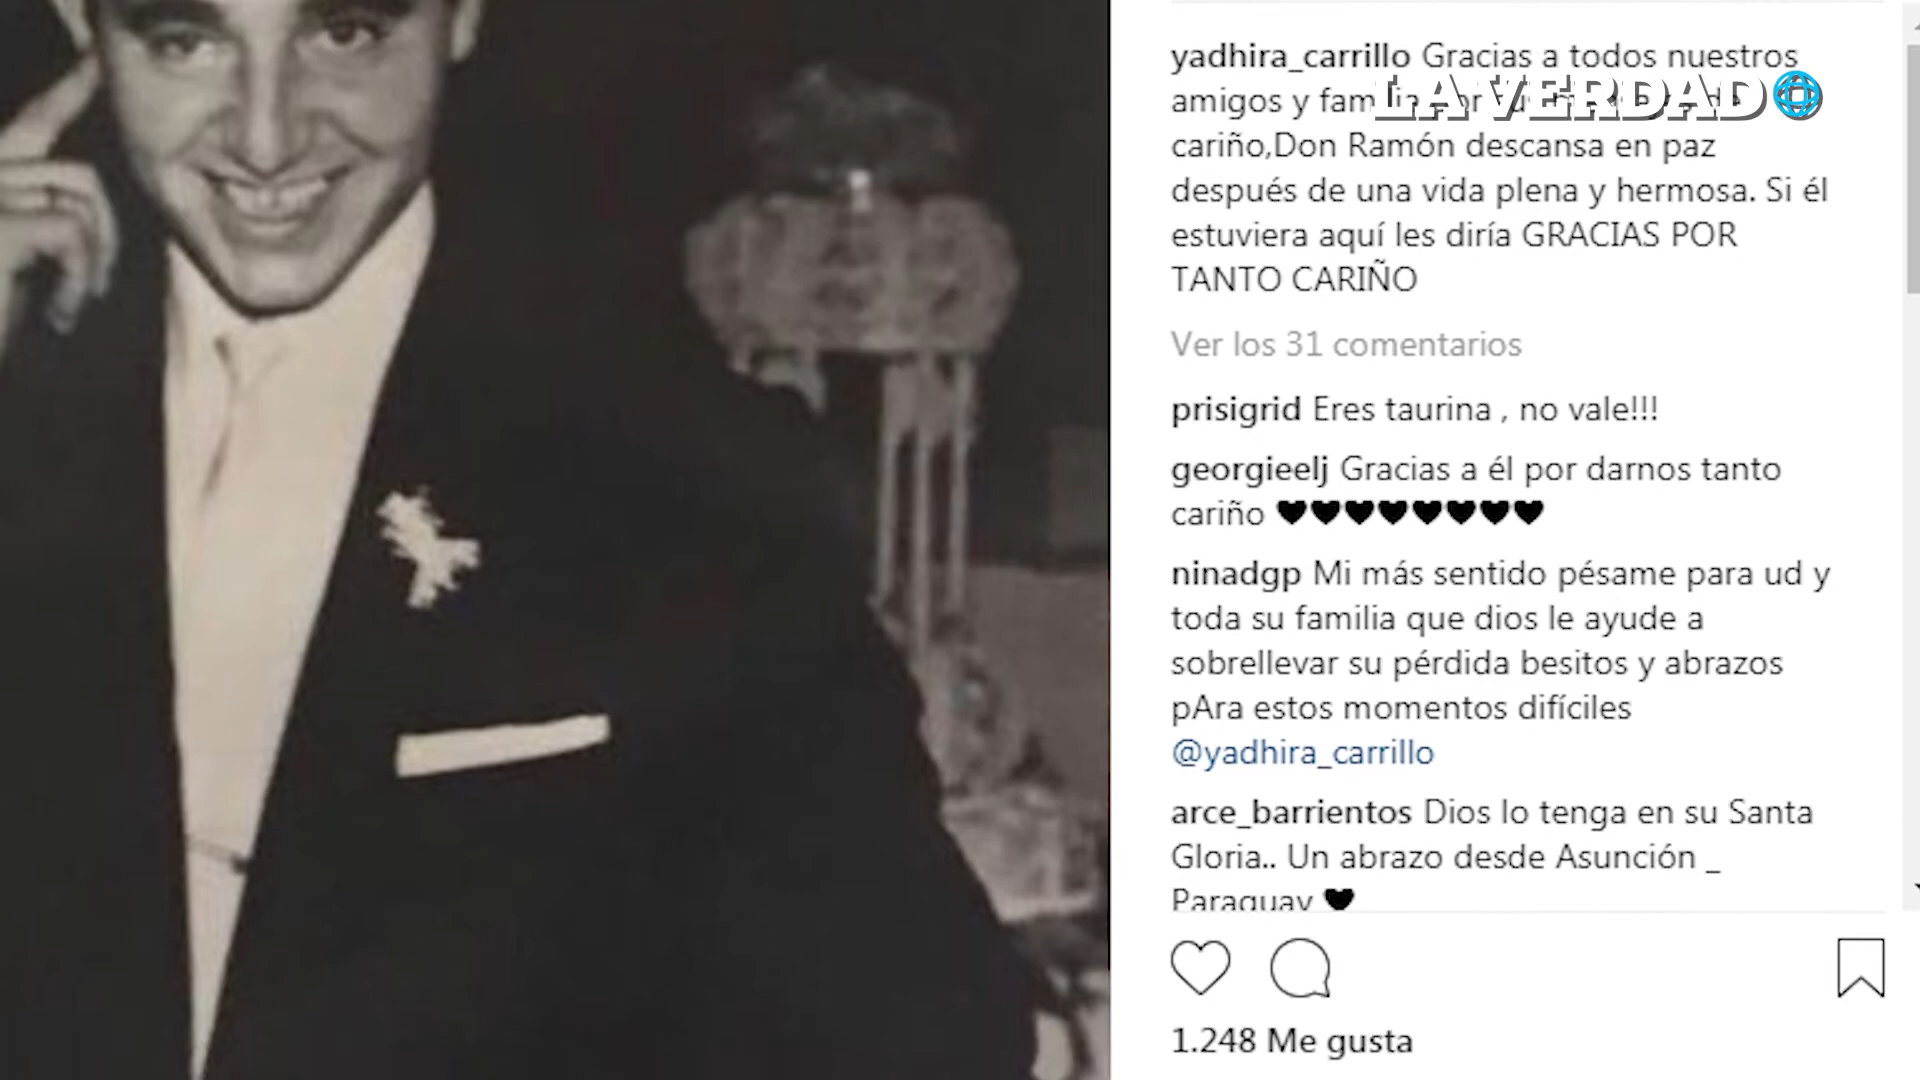 yadhira_carrillo Gracias a todos nuestros
amigos y
LA VERDAD
cariño,Don Ramón descansa en paz
después de una vida plena y hermosa. Si él
estuviera aquí les diría GRACIAS POR
TANTO CARIÑO
Ver los 31 comentarios
prisigrid Eres taurina , no vale!!!
georgieelj Gracias a él por darnos tanto
cariño ♥♥♥♥♥♥♥♥
ninadgp Mi más sentido pésame para ud y
toda su familia que dios le ayude a
sobrellevar su pérdida besitos y abrazos
pAra estos momentos difíciles
@yadhira_carrillo
arce_barrientos Dios lo tenga en su Santa
Gloria.. Un abrazo desde Asunción _
Paraguay ♥
1.248 Me gusta